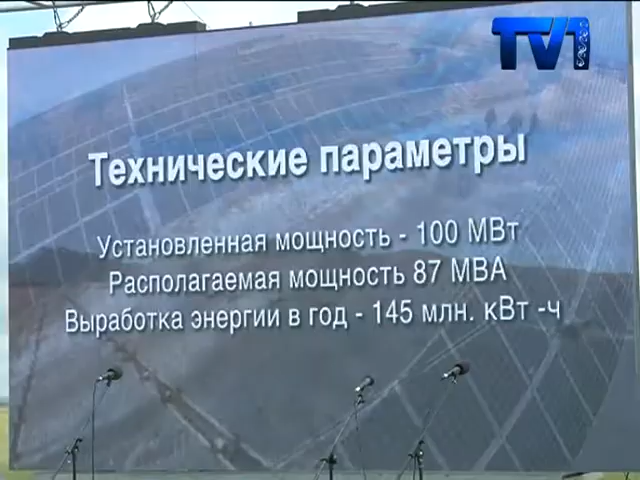 TV1
Технические параметры
Установленная мощность - 100 МВт
Располагаемая мощность 87 МВА
Выработка энергии в год - 145 млн. кВт -ч